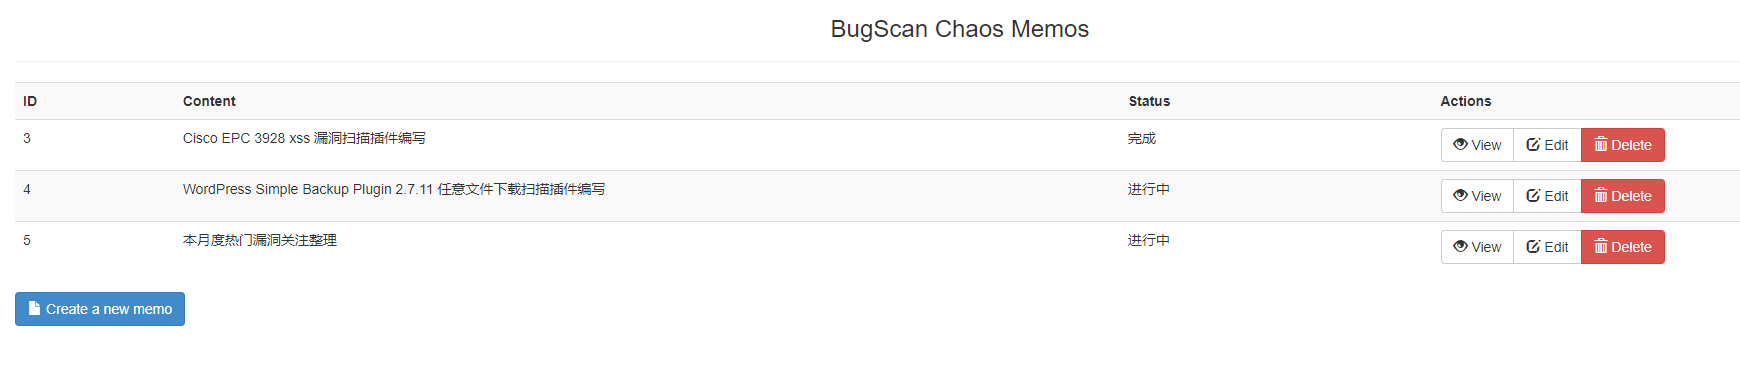 BugScan Chaos Memos
ID Content Status Actions
3 Cisco EPC 3928 xss 漏洞扫描插件编写 完成 View Edit Delete
4 WordPress Simple Backup Plugin 2.7.11 任意文件下载扫描插件编写 进行中 View Edit Delete
5 本月度热门漏洞关注整理 进行中 View Edit Delete
Create a new memo